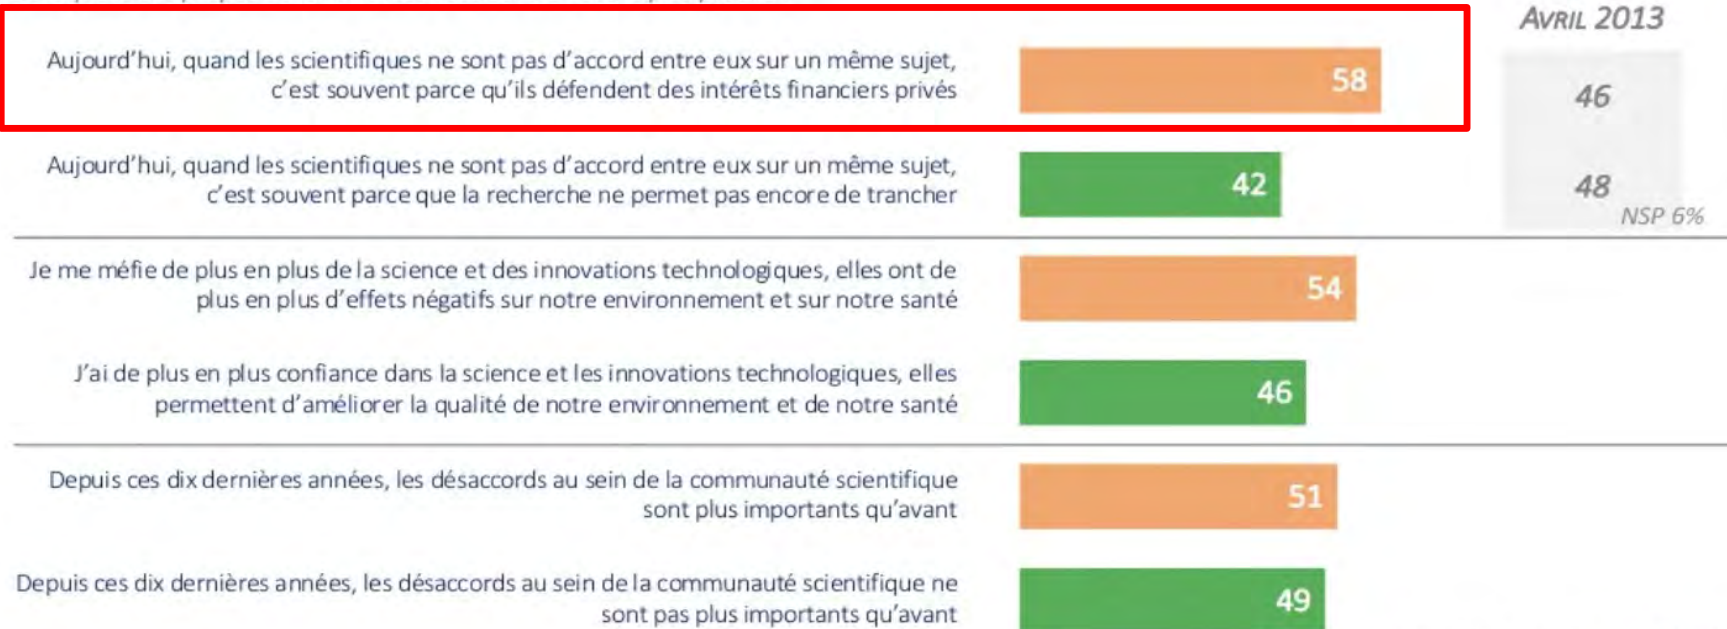 AVRIL 2013
Aujourd'hui, quand les scientifiques ne sont pas d'accord entre eux sur un même sujet,
c'est souvent parce qu'ils défendent des intérêts financiers privés
58
46
Aujourd'hui, quand les scientifiques ne sont pas d'accord entre eux sur un même sujet,
c'est souvent parce que la recherche ne permet pas encore de trancher
42
48
NSP 6%
Je me méfie de plus en plus de la science et des innovations technologiques, elles ont de
plus en plus d'effets négatifs sur notre environnement et sur notre santé
54
J'ai de plus en plus confiance dans la science et les innovations technologiques, elles
permettent d'améliorer la qualité de notre environnement et de notre santé
46
Depuis ces dix dernières années, les désaccords au sein de la communauté scientifique
sont plus importants qu'avant
51
Depuis ces dix dernières années, les désaccords au sein de la communauté scientifique ne
sont pas plus importants qu'avant
49